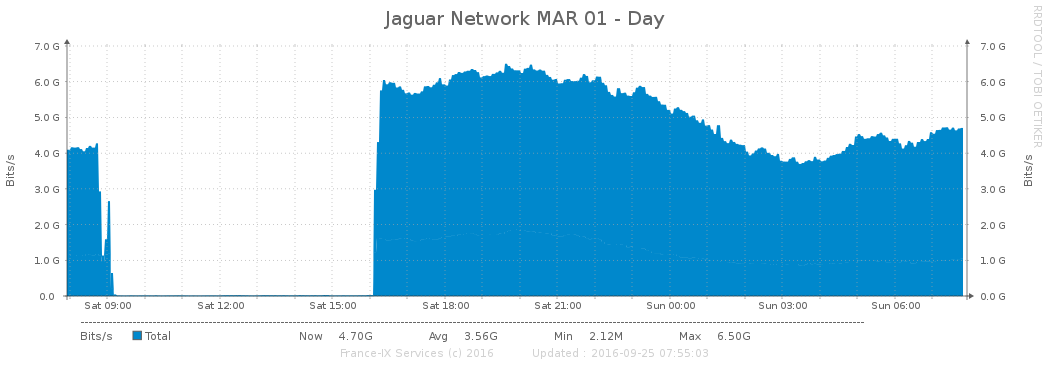 Jaguar Network MAR 01 - Day
RRDTOOL / TOBI OETIKER
7.0 G 7.0 G
6.0 G 6.0 G
5.0 G 5.0 G
4.0 G 4.0 G
3.0 G 3.0 G
2.0 G 2.0 G
1.0 G 1.0 G
0.0 0.0 G
Bits/s Bits/s
Sat 09:00 Sat 12:00 Sat 15:00 Sat 18:00 Sat 21:00 Sun 00:00 Sun 03:00 Sun 06:00
Bits/s Total Now 4.70G Avg 3.56G Min 2.12M Max 6.50G
France-IX Services (c) 2016 Updated : 2016-09-25 07:55:03